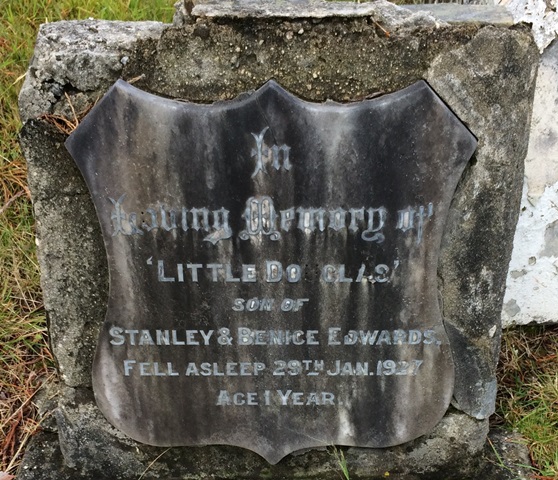 In
Loving Memory of
'LITTLE DOUGLAS'
SON OF
STANLEY & BENICE EDWARDS.
FELL ASLEEP 29TH JAN. 1927
AGE 1 YEAR.